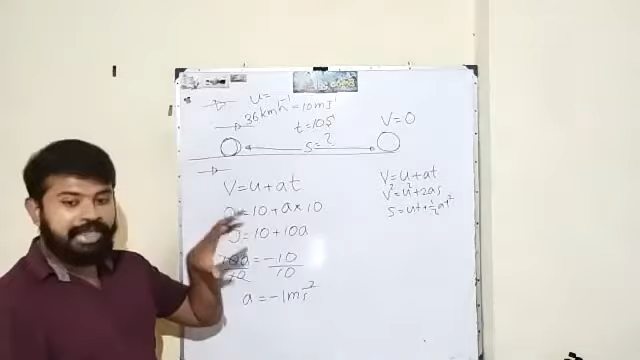 u =
36kmh⁻¹ = 10ms⁻¹
t=10s
V=0
s=?
V=u+at
0=10+a×10
0=10+10a
10a/10 = -10/10
a = -1ms⁻²
V=u+at
V²=u²+2as
s=ut+½at²